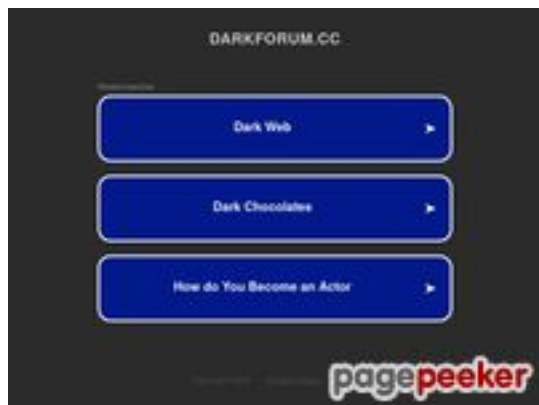 DARKFORUM.CC
Dark Web
Dark Chocolates
How do You Become an Actor
pagepeeker